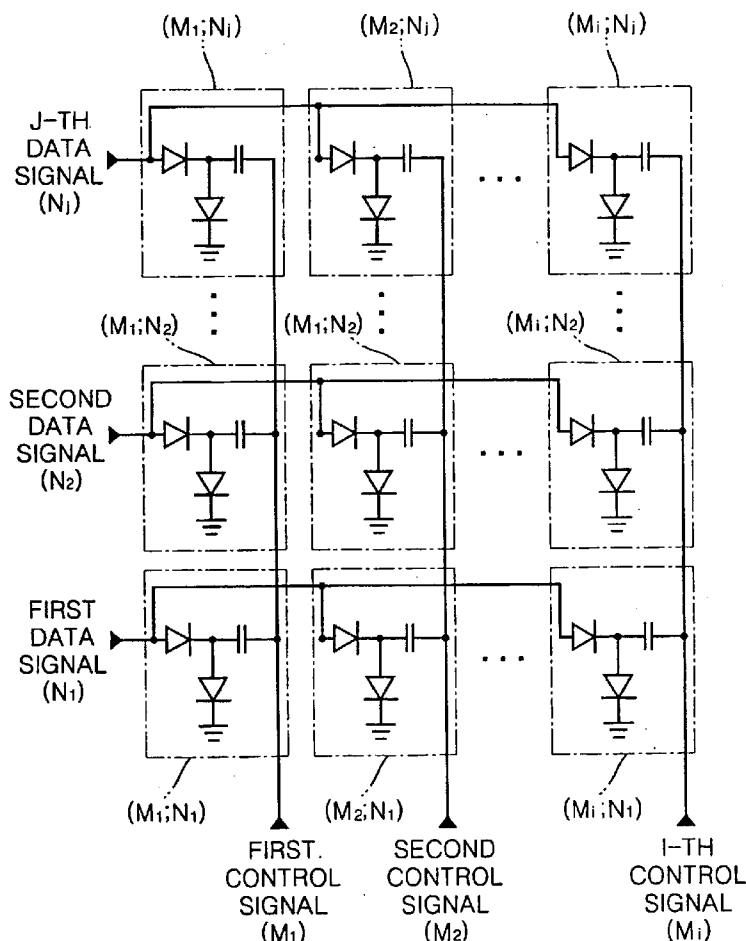 (M₁;Nⱼ)
(M₂;Nⱼ)
(Mᵢ;Nⱼ)
J-TH
DATA
SIGNAL
(Nⱼ)
(M₁;N₂)
(M₁;N₂)
(Mᵢ;N₂)
SECOND
DATA
SIGNAL
(N₂)
FIRST
DATA
SIGNAL
(N₁)
(M₁;N₁)
(M₂;N₁)
(Mᵢ;N₁)
FIRST.
CONTROL
SIGNAL
(M₁)
SECOND
CONTROL
SIGNAL
(M₂)
I-TH
CONTROL
SIGNAL
(Mᵢ)